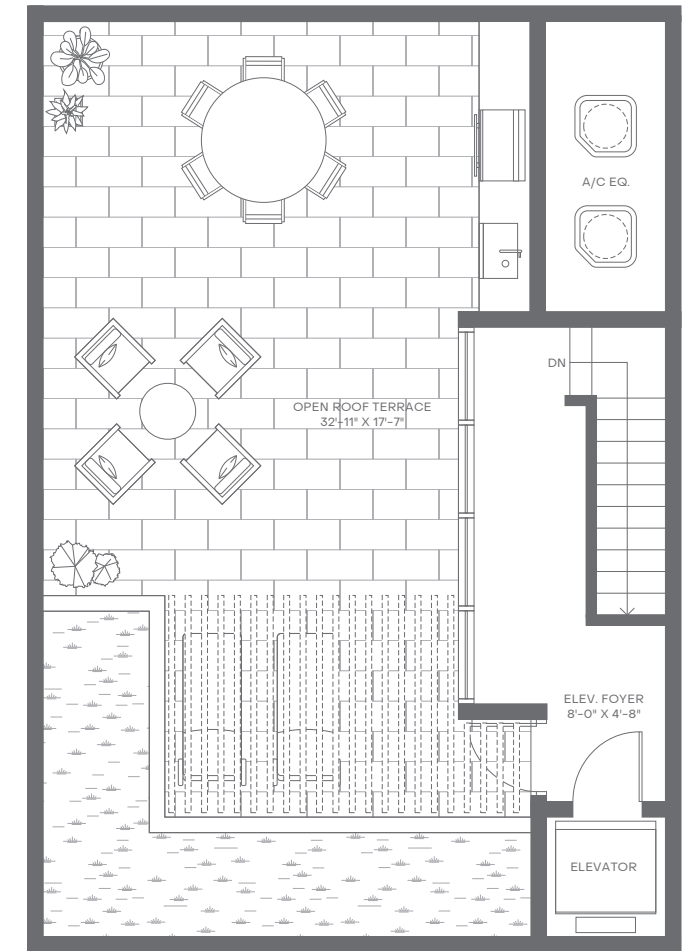 A/C EQ.
DN
OPEN ROOF TERRACE
32'-11" X 17'-7"
ELEV. FOYER
8'-0" X 4'-8"
ELEVATOR